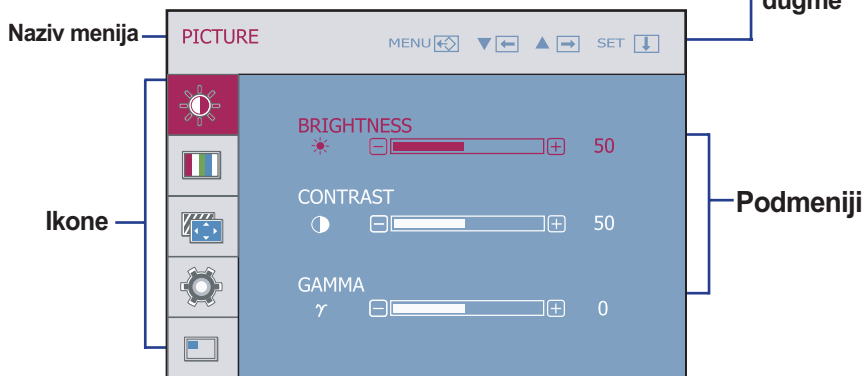 dugme
Naziv menija
PICTURE MENU ▼ ▲ SET
BRIGHTNESS
50
CONTRAST
50
Podmeniji
Ikone
GAMMA
γ 0